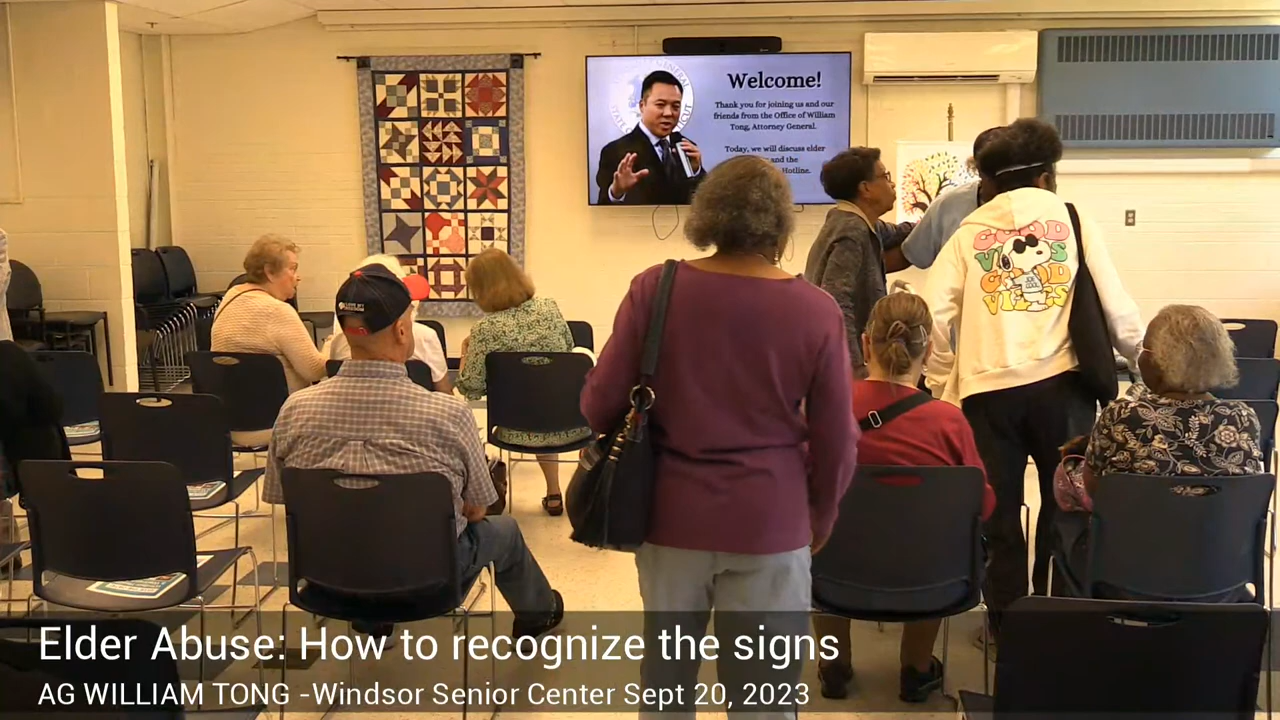 Welcome!
Thank you for joining us and our
friends from the Office of William
Tong, Attorney General.
Today, we will discuss elder
and the
Hotline.
GOOD
VIBES
GOOD
VIBES
JOE
COOL
Elder Abuse: How to recognize the signs
AG WILLIAM TONG -Windsor Senior Center Sept 20, 2023